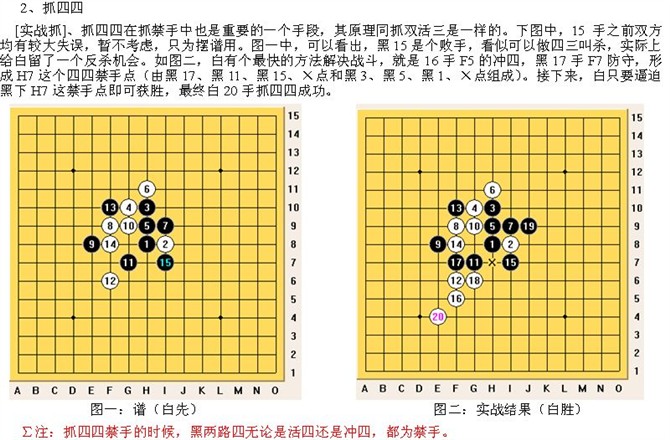 2、抓四四
[实战抓]、抓四四在抓禁手中也是重要的一个手段，其原理同抓双活三是一样的。下图中，15 手之前双方
均有较大失误，暂不考虑，只为摆谱用。图一中，可以看出，黑 15 是个败手，看似可以做四三叫杀，实际上
给白留了一个反杀机会。如图二，白有个最快的方法解决战斗，就是 16 手 F5 的冲四，黑 17 手 F7 防守，形
成 H7 这个四四禁手点（由黑 17、黑 11、黑 15、×点和黑 3、黑 5、黑 1、×点组成）。接下来，白只要逼迫
黑下 H7 这禁手点即可获胜，最终白 20 手抓四四成功。
15 15
14 14
13 13
12 12
6 11 6 11
13 4 3 10 13 4 3 10
8 10 5 7 9 8 10 5 7 19 9
9 14 1 2 8 9 14 1 2 8
11 15 7 17 11 × 15 7
12 6 12 18 6
5 16 5
4 20 4
3 3
2 2
1 1
A B C D E F G H I J K L M N O A B C D E F G H I J K L M N O
图一：谱（白先） 图二：实战结果（白胜）
Σ注：抓四四禁手的时候，黑两路四无论是活四还是冲四，都为禁手。